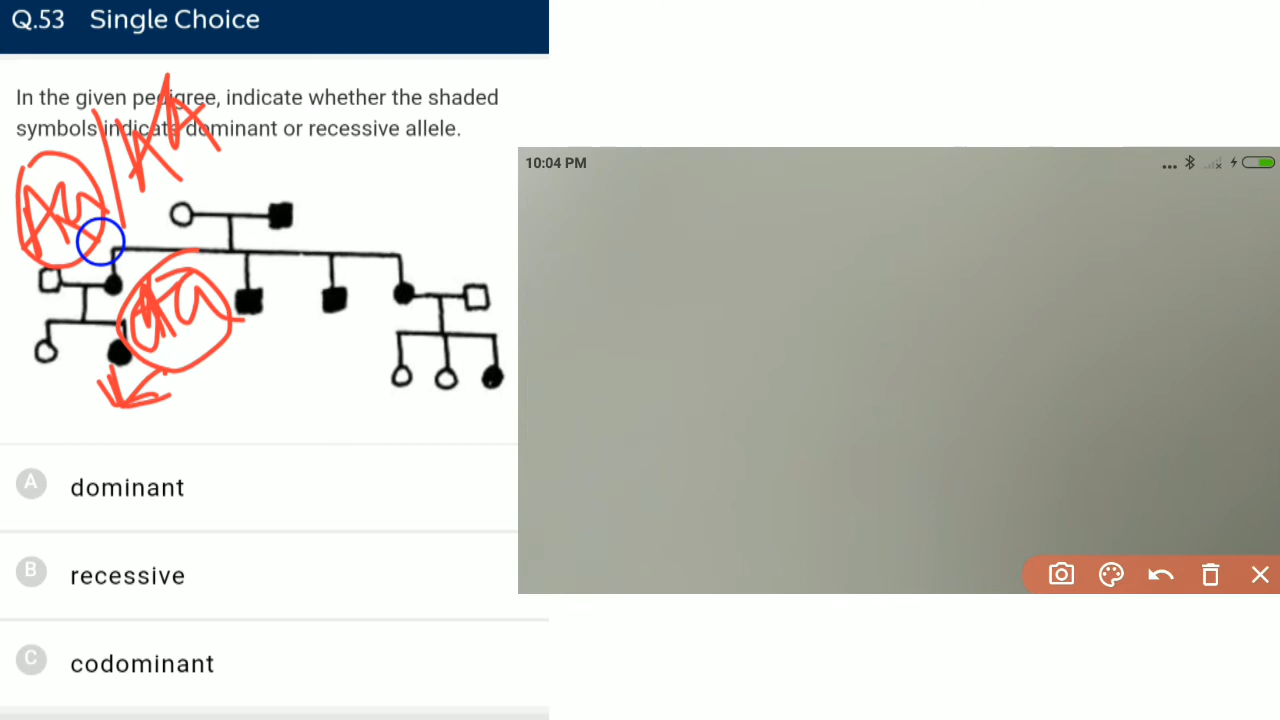 Q.53 Single Choice
In the given pedigree, indicate whether the shaded
symbols indicate dominant or recessive allele.
AA
10:04 PM
A dominant
B recessive
C codominant